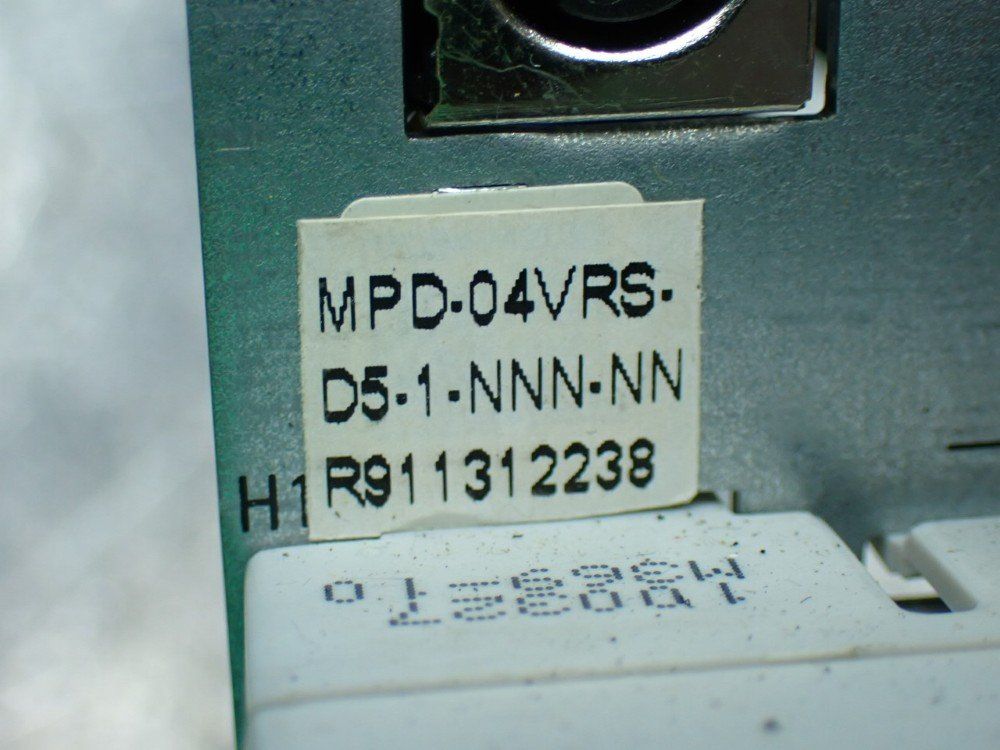 MPD-04VRS-
D5-1-NNN-NN
R911312238
H1